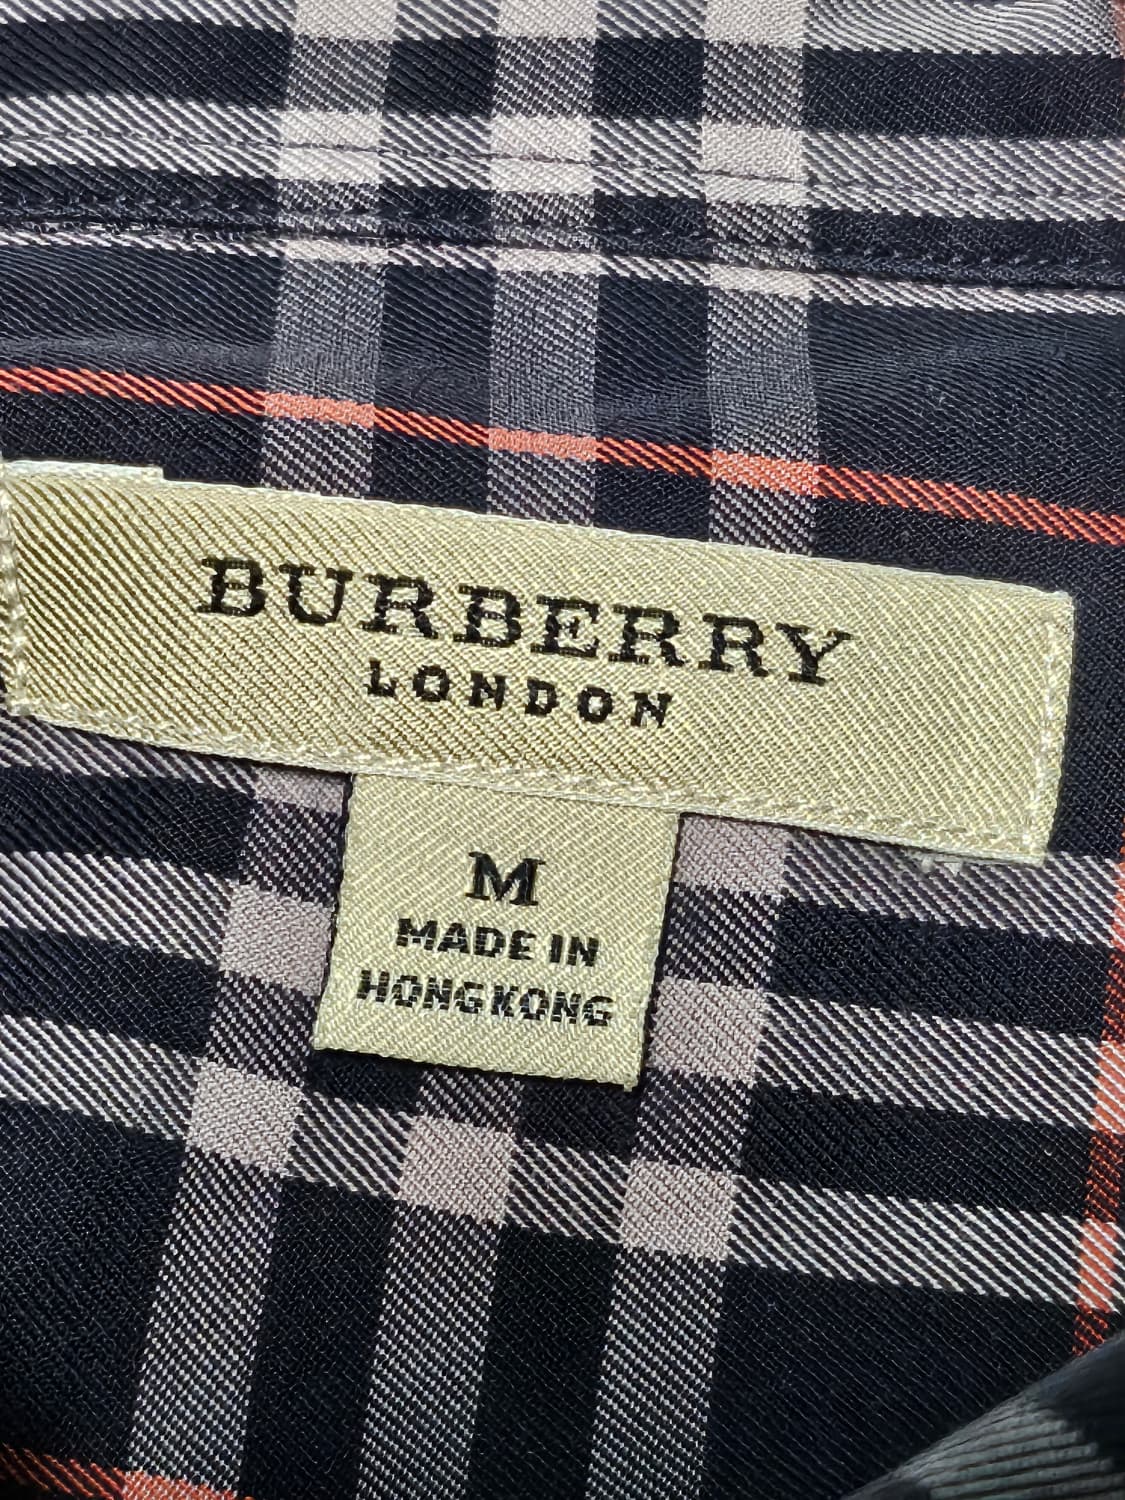 BURBERRY
LONDON
M
MADE IN
HONG KONG